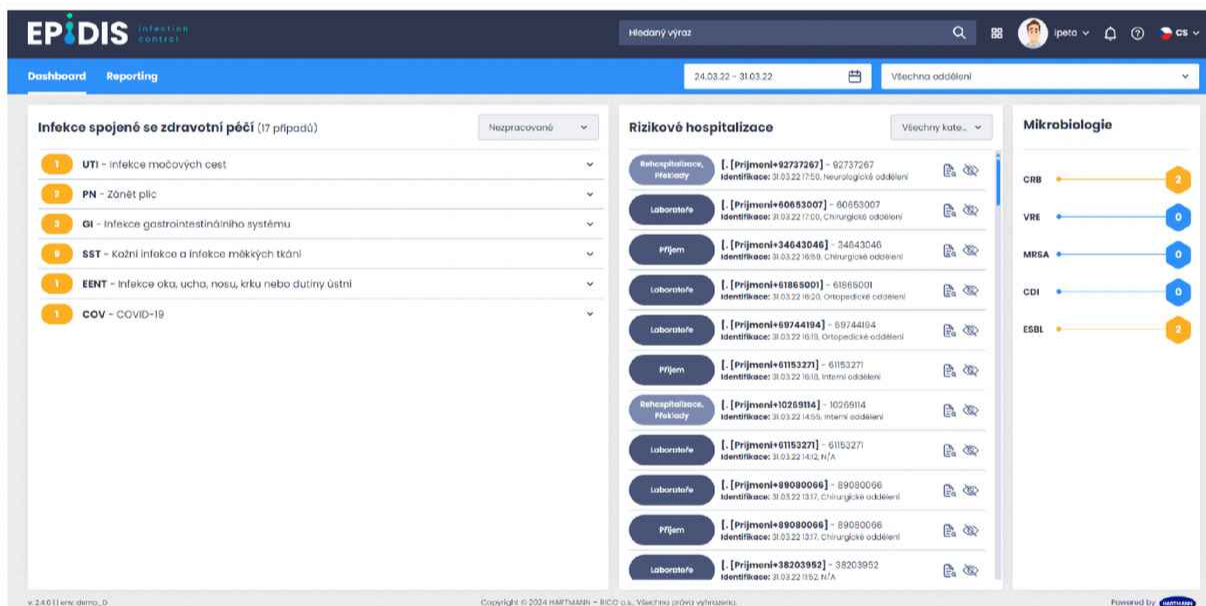 EPIDIS infection control
Hledaný výraz
ipeta
CS
Dashboard Reporting
24.03.22 - 31.03.22
Všechna oddělení
Infekce spojené se zdravotní péčí (17 případů)
Nezpracované
1 UTI - Infekce močových cest
2 PN - Zánět plic
3 GI - Infekce gastrointestinálního systému
9 SST - Kožní infekce a infekce měkkých tkání
1 EENT - Infekce oka, ucha, nosu, krku nebo dutiny ústní
1 COV - COVID-19
Rizikové hospitalizace
Všechny kate...
Rehospitalizace, Překlady
[. [Prijmeni+92737267] - 92737267
Identifikace: 31.03.22 17:50, Neurologické oddělení
Laboratoře
[. [Prijmeni+60653007] - 60653007
Identifikace: 31.03.22 17:00, Chirurgické oddělení
Příjem
[. [Prijmeni+34643046] - 34643046
Identifikace: 31.03.22 16:50, Chirurgické oddělení
Laboratoře
[. [Prijmeni+61865001] - 61865001
Identifikace: 31.03.22 16:20, Ortopedické oddělení
Laboratoře
[. [Prijmeni+69744194] - 69744194
Identifikace: 31.03.22 16:19, Ortopedické oddělení
Příjem
[. [Prijmeni+61153271] - 61153271
Identifikace: 31.03.22 16:18, Interní oddělení
Rehospitalizace, Překlady
[. [Prijmeni+10269114] - 10269114
Identifikace: 31.03.22 14:55, Interní oddělení
Laboratoře
[. [Prijmeni+61153271] - 61153271
Identifikace: 31.03.22 14:12, N/A
Laboratoře
[. [Prijmeni+89080066] - 89080066
Identifikace: 31.03.22 13:17, Chirurgické oddělení
Příjem
[. [Prijmeni+89080066] - 89080066
Identifikace: 31.03.22 13:17, Chirurgické oddělení
Laboratoře
[. [Prijmeni+38203952] - 38203952
Identifikace: 31.03.22 11:52, N/A
Mikrobiologie
CRB 2
VRE 0
MRSA 0
CDI 0
ESBL 2
v. 2.4.0.1 | env: demo_0
Copyright © 2024 HARTMANN - RICO a.s., Všechna práva vyhrazena.
Powered by HARTMANN